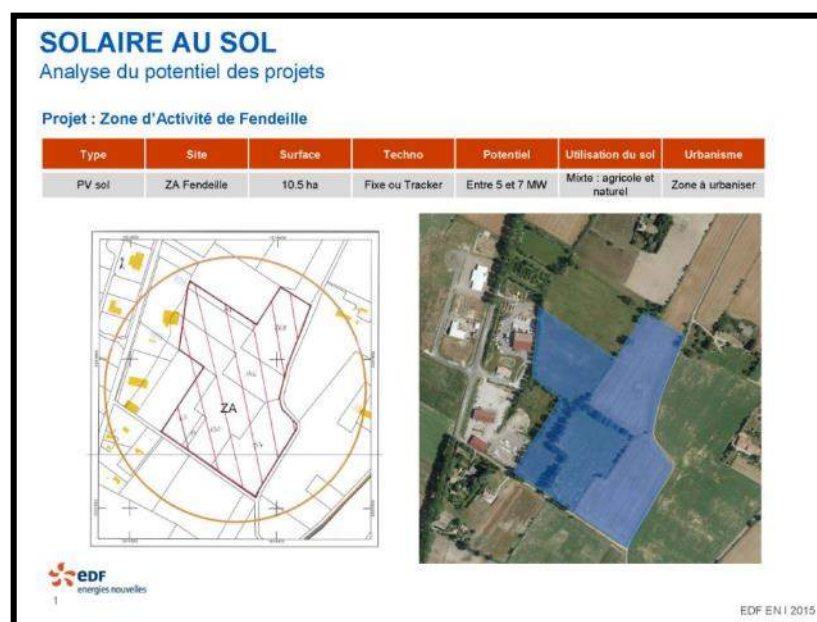 SOLAIRE AU SOL
Analyse du potentiel des projets
Projet : Zone d'Activité de Fendeille
Type Site Surface Techno Potentiel Utilisation du sol Urbanisme
PV sol ZA Fendeille 10.5 ha Fixe ou Tracker Entre 5 et 7 MW Mixte : agricole et naturel Zone à urbaniser
ZA
edf
energies nouvelles
1
EDF EN I 2015